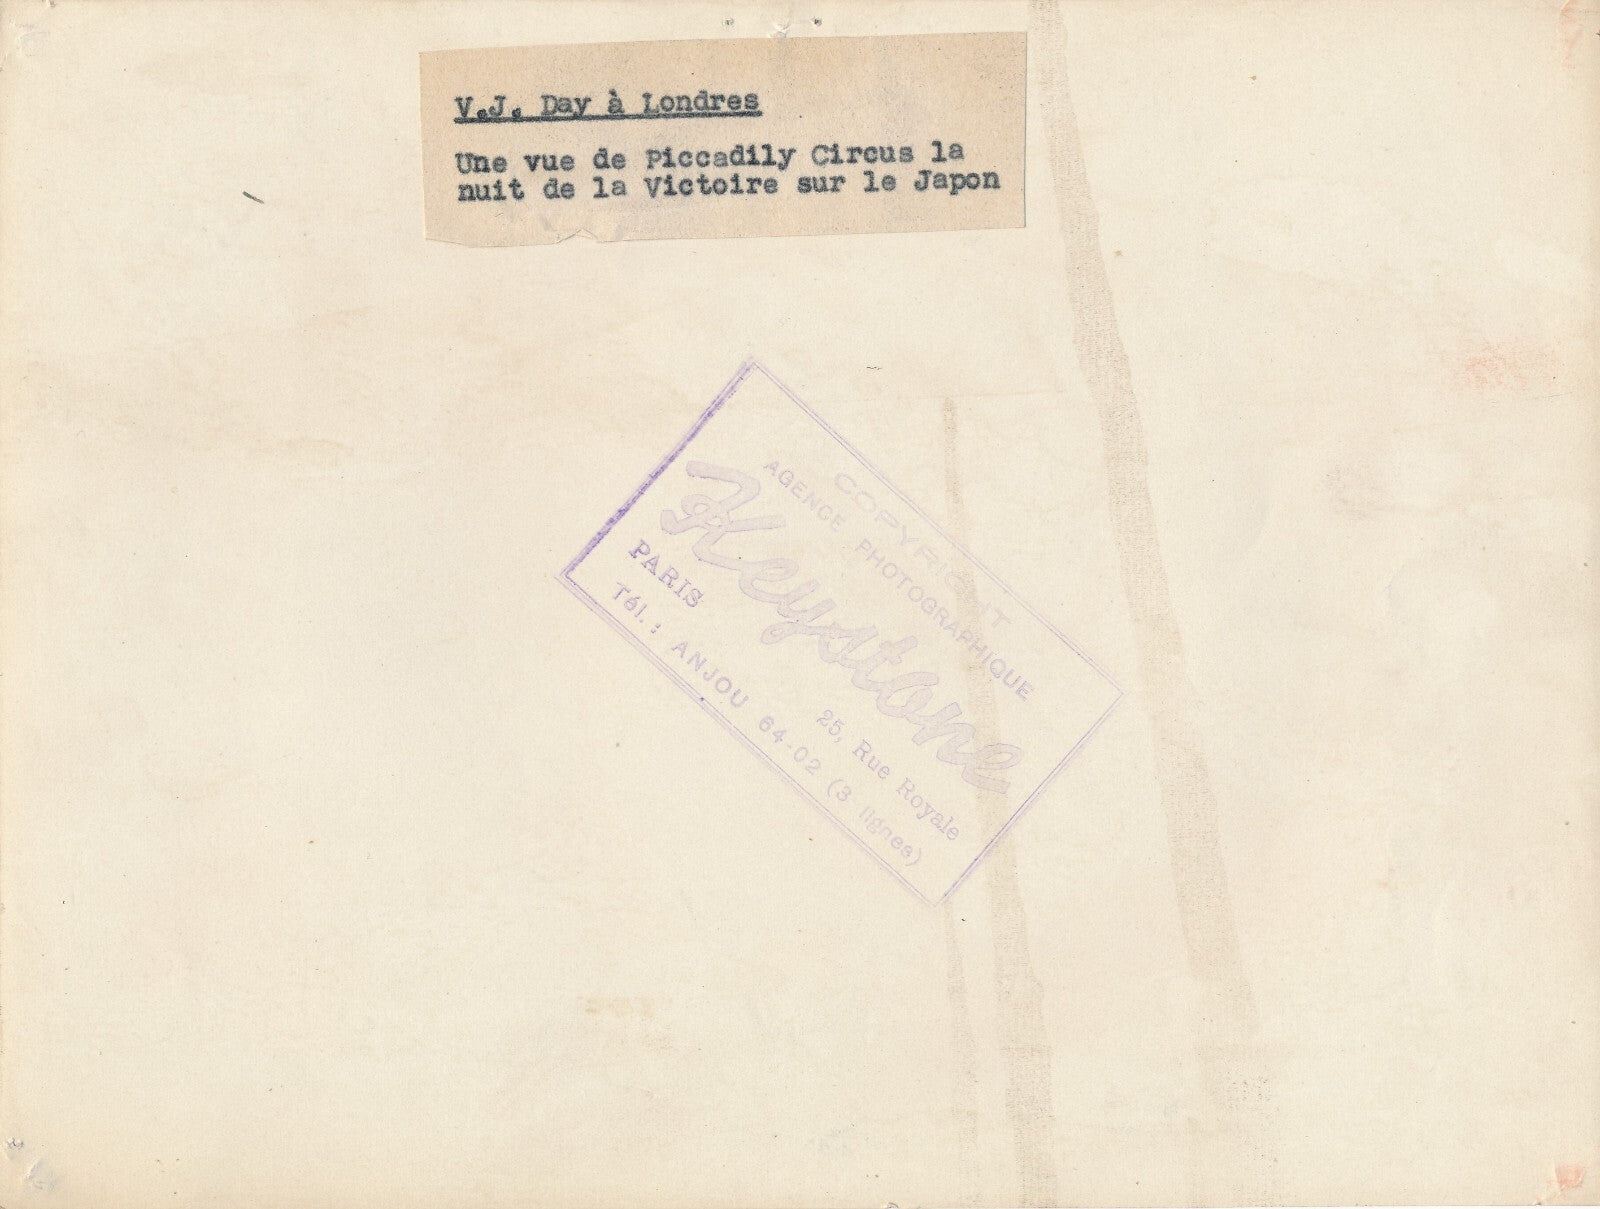 V.J. Day à Londres
Une vue de Piccadily Circus la
nuit de la Victoire sur le Japon
COPYRIGHT
AGENCE PHOTOGRAPHIQUE
Keystone
PARIS 25, Rue Royale
Tél. : ANJOU 64-02 (3 lignes)